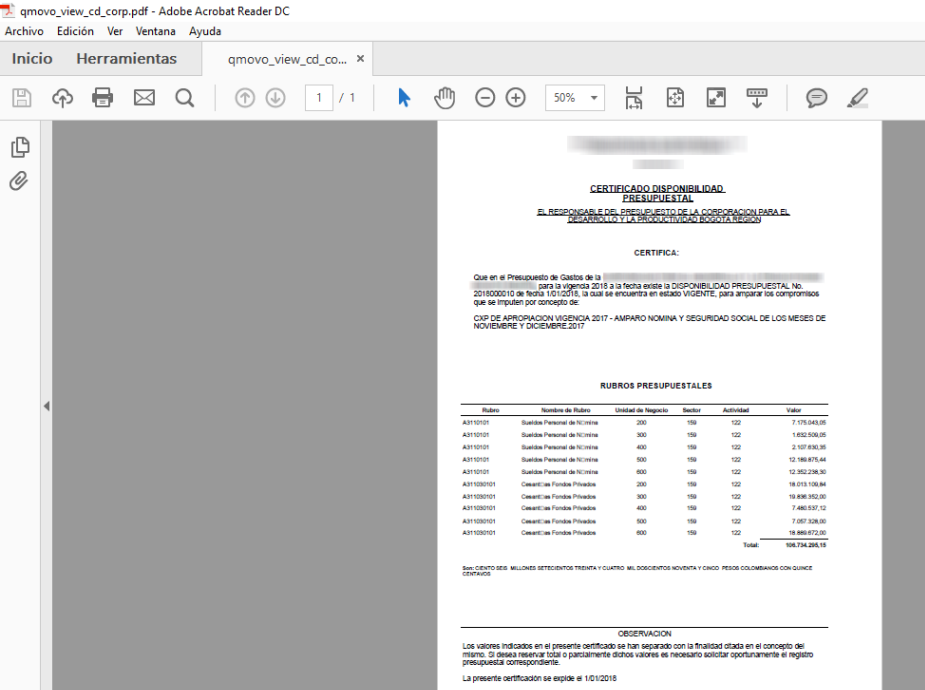 qmovo_view_cd_corp.pdf - Adobe Acrobat Reader DC
Archivo Edición Ver Ventana Ayuda
Inicio Herramientas qmovo_view_cd_co... ×
1 / 1 50%
CERTIFICADO DISPONIBILIDAD
PRESUPUESTAL
EL RESPONSABLE DEL PRESUPUESTO DE LA CORPORACION PARA EL
DESARROLLO Y LA PRODUCTIVIDAD BOGOTA REGION
CERTIFICA:
Que en el Presupuesto de Gastos de la
para la vigencia 2018 a la fecha existe la DISPONIBILIDAD PRESUPUESTAL No.
2018000010 de fecha 1/01/2018, la cual se encuentra en estado VIGENTE, para amparar los compromisos
que se imputen por concepto de:
CXP DE APROPIACION VIGENCIA 2017 - AMPARO NOMINA Y SEGURIDAD SOCIAL DE LOS MESES DE
NOVIEMBRE Y DICIEMBRE.2017
RUBROS PRESUPUESTALES
Rubro Nombre de Rubro Unidad de Negocio Sector Actividad Valor
A3110101 Sueldos Personal de N□mina 200 159 122 7.175.043,05
A3110101 Sueldos Personal de N□mina 300 159 122 1.632.509,05
A3110101 Sueldos Personal de N□mina 400 159 122 2.107.630,35
A3110101 Sueldos Personal de N□mina 500 159 122 12.189.875,44
A3110101 Sueldos Personal de N□mina 600 159 122 12.352.238,30
A311030101 Cesant□as Fondos Privados 200 159 122 18.013.109,84
A311030101 Cesant□as Fondos Privados 300 159 122 19.836.352,00
A311030101 Cesant□as Fondos Privados 400 159 122 7.480.537,12
A311030101 Cesant□as Fondos Privados 500 159 122 7.057.328,00
A311030101 Cesant□as Fondos Privados 600 159 122 18.889.672,00
Total: 106.734.295,15
Son: CIENTO SEIS MILLONES SETECIENTOS TREINTA Y CUATRO MIL DOSCIENTOS NOVENTA Y CINCO PESOS COLOMBIANOS CON QUINCE
CENTAVOS
OBSERVACION
Los valores indicados en el presente certificado se han separado con la finalidad citada en el concepto del
mismo. Si desea reservar total o parcialmente dichos valores es necesario solicitar oportunamente el registro
presupuestal correspondiente.
La presente certificación se expide el 1/01/2018